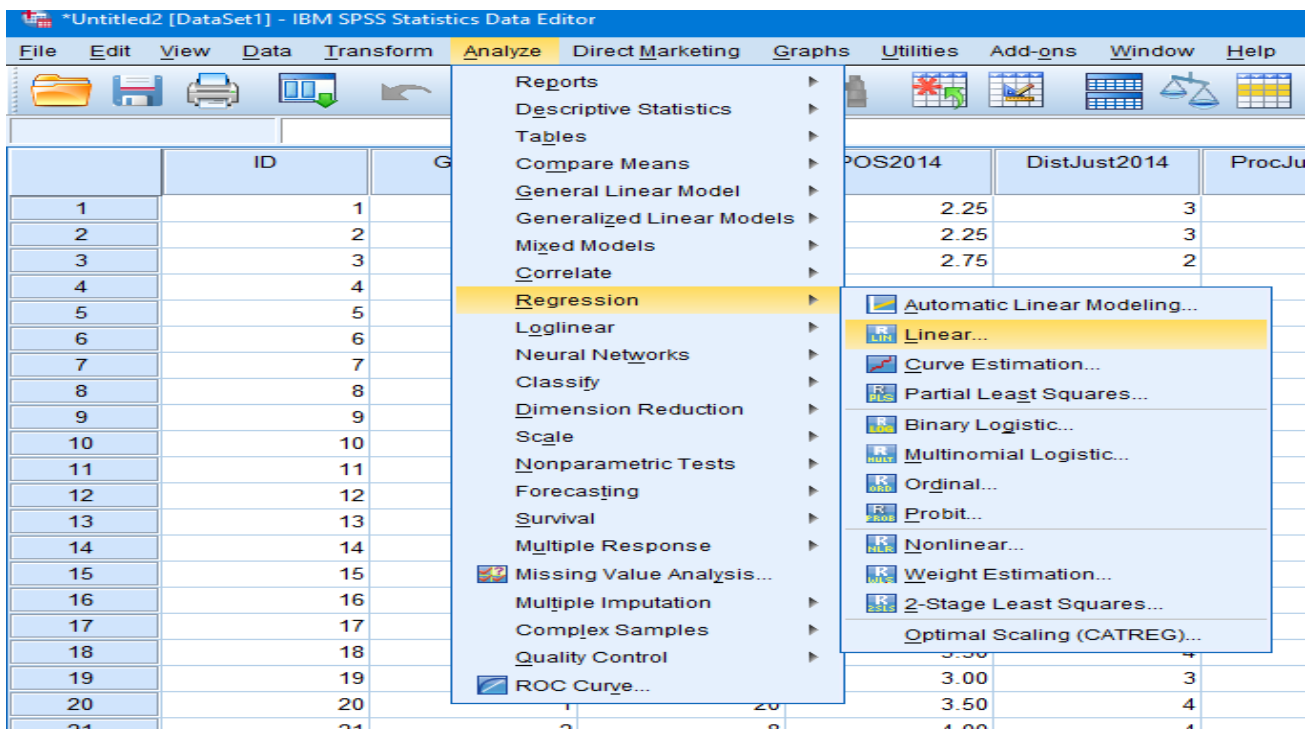 *Untitled2 [DataSet1] - IBM SPSS Statistics Data Editor
File Edit View Data Transform Analyze Direct Marketing Graphs Utilities Add-ons Window Help
Reports
Descriptive Statistics
Tables
Compare Means
General Linear Model
Generalized Linear Models
Mixed Models
Correlate
Regression
Loglinear
Neural Networks
Classify
Dimension Reduction
Scale
Nonparametric Tests
Forecasting
Survival
Multiple Response
Missing Value Analysis...
Multiple Imputation
Complex Samples
Quality Control
ROC Curve...
Automatic Linear Modeling...
Linear...
Curve Estimation...
Partial Least Squares...
Binary Logistic...
Multinomial Logistic...
Ordinal...
Probit...
Nonlinear...
Weight Estimation...
2-Stage Least Squares...
Optimal Scaling (CATREG)...
ID G POS2014 DistJust2014 ProcJu
1 1 2.25 3
2 2 2.25 3
3 3 2.75 2
4 4
5 5
6 6
7 7
8 8
9 9
10 10
11 11
12 12
13 13
14 14
15 15
16 16
17 17
18 18
19 19 3.00 3
20 20 3.50 4